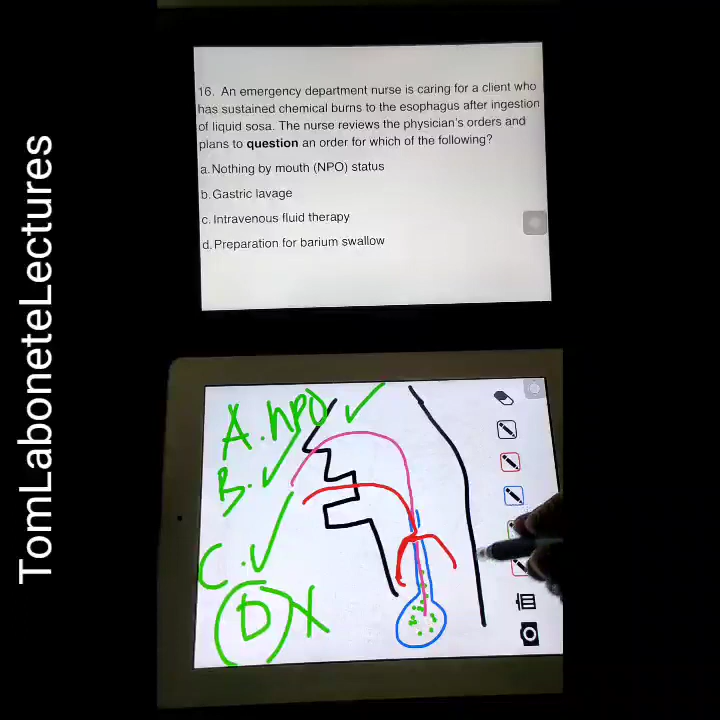 TomLaboneteLectures
16. An emergency department nurse is caring for a client who
has sustained chemical burns to the esophagus after ingestion
of liquid sosa. The nurse reviews the physician's orders and
plans to question an order for which of the following?
a. Nothing by mouth (NPO) status
b. Gastric lavage
c. Intravenous fluid therapy
d. Preparation for barium swallow
A. NPO ✓
B. ✓
C. ✓
D X